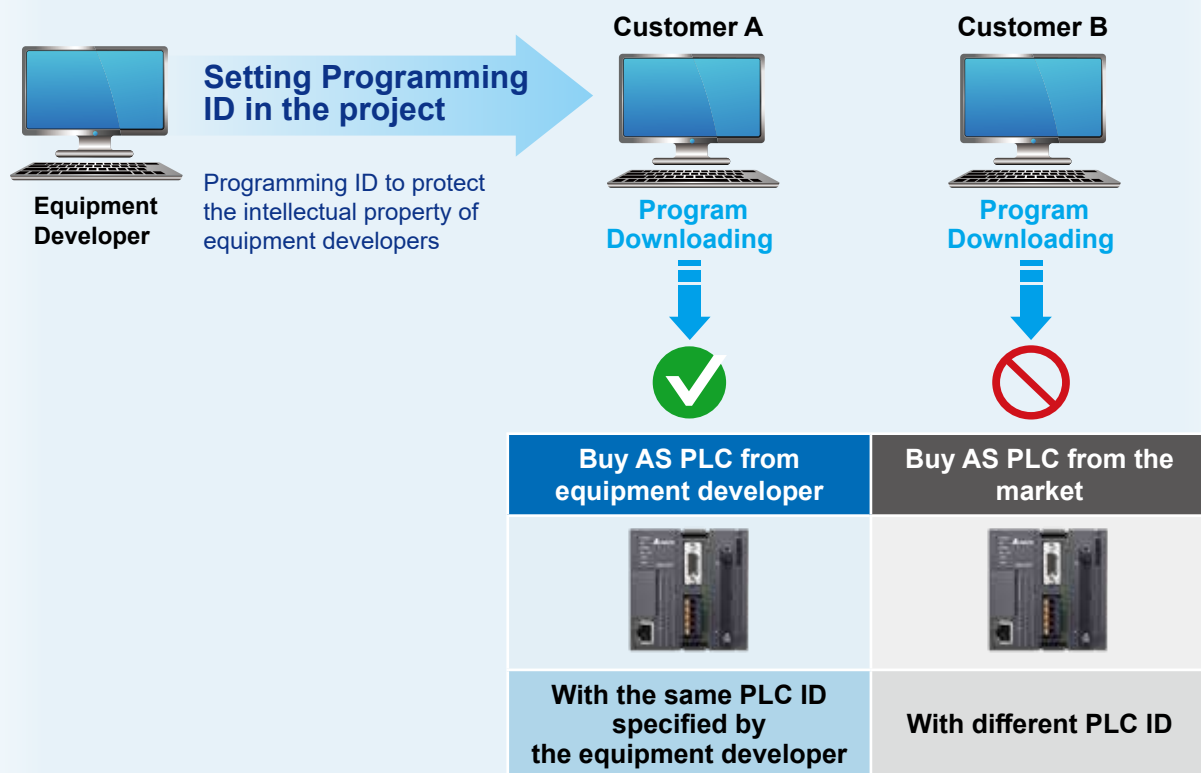 Customer A
Customer B
Setting Programming
ID in the project
Programming ID to protect
the intellectual property of
equipment developers
Equipment
Developer
Program
Downloading
Program
Downloading
Buy AS PLC from
equipment developer
Buy AS PLC from the
market
With the same PLC ID
specified by
the equipment developer
With different PLC ID